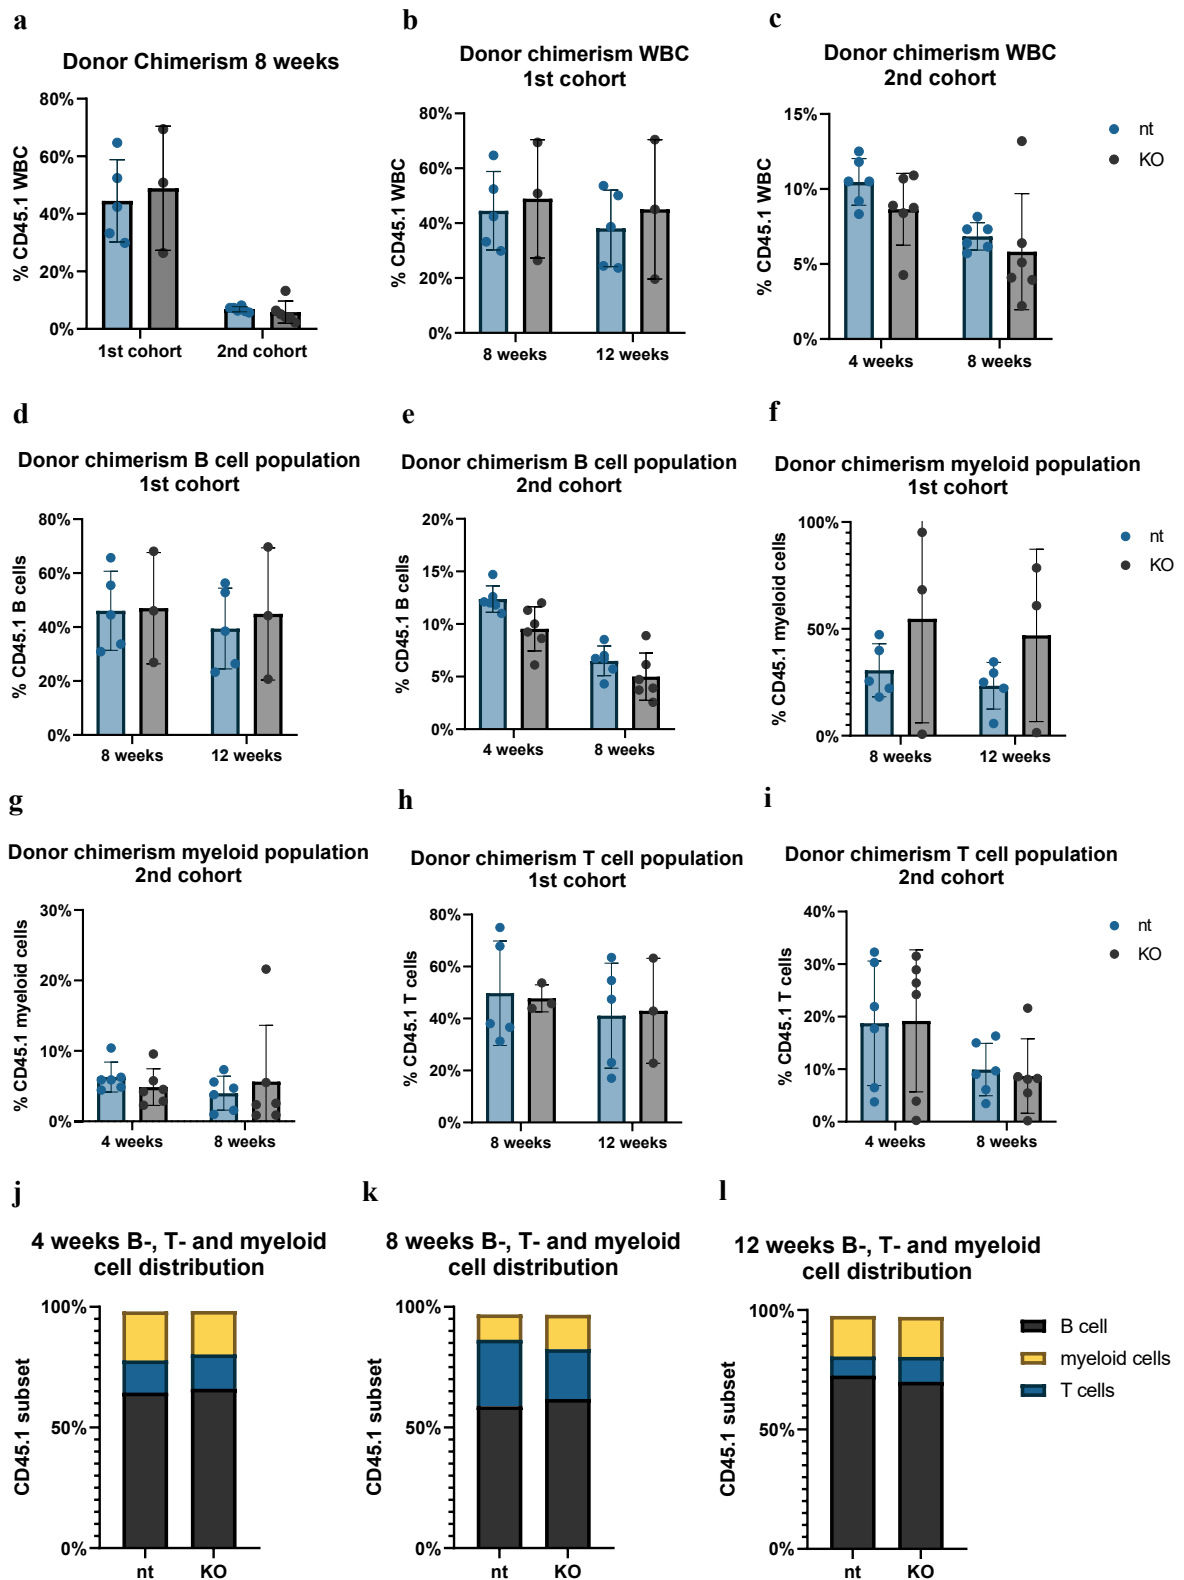 a
Donor Chimerism 8 weeks
% CD45.1 WBC
80%
60%
40%
20%
0%
1st cohort
2nd cohort
b
Donor chimerism WBC
1st cohort
% CD45.1 WBC
80%
60%
40%
20%
0%
8 weeks
12 weeks
c
Donor chimerism WBC
2nd cohort
% CD45.1 WBC
15%
10%
5%
0%
4 weeks
8 weeks
nt
KO
d
Donor chimerism B cell population
1st cohort
% CD45.1 B cells
80%
60%
40%
20%
0%
8 weeks
12 weeks
e
Donor chimerism B cell population
2nd cohort
% CD45.1 B cells
20%
15%
10%
5%
0%
4 weeks
8 weeks
f
Donor chimerism myeloid population
1st cohort
% CD45.1 myeloid cells
100%
50%
0%
8 weeks
12 weeks
nt
KO
g
Donor chimerism myeloid population
2nd cohort
% CD45.1 myeloid cells
30%
20%
10%
0%
4 weeks
8 weeks
h
Donor chimerism T cell population
1st cohort
% CD45.1 T cells
80%
60%
40%
20%
0%
8 weeks
12 weeks
i
Donor chimerism T cell population
2nd cohort
% CD45.1 T cells
40%
30%
20%
10%
0%
4 weeks
8 weeks
nt
KO
j
4 weeks B-, T- and myeloid
cell distribution
CD45.1 subset
100%
50%
0%
nt
KO
k
8 weeks B-, T- and myeloid
cell distribution
CD45.1 subset
100%
50%
0%
nt
KO
l
12 weeks B-, T- and myeloid
cell distribution
CD45.1 subset
100%
50%
0%
nt
KO
B cell
myeloid cells
T cells